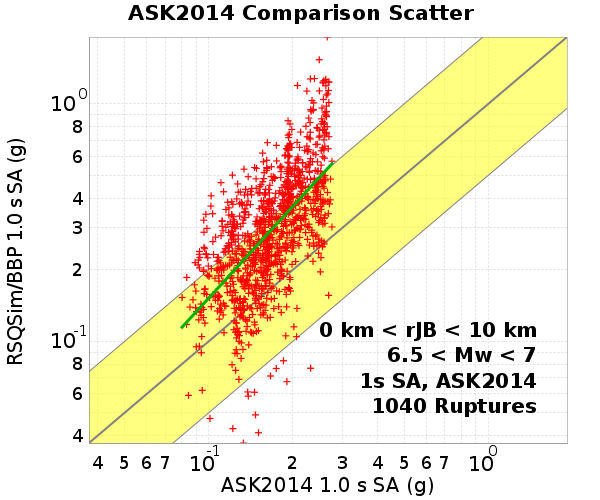 ASK2014 Comparison Scatter
RSQSim/BBP 1.0 s SA (g)
10^0
8
6
4
3
2
10^-1
8
6
4
0 km < rJB < 10 km
6.5 < Mw < 7
1s SA, ASK2014
1040 Ruptures
4 5 6 7 10^-1 2 3 4 5 6 7 10^0
ASK2014 1.0 s SA (g)